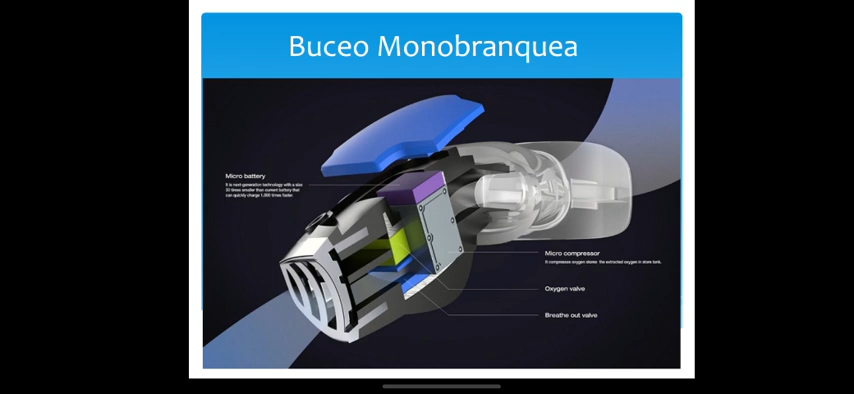 Buceo Monobranquea
Micro battery
It is next-generation technology with a size
30 times smaller than current battery that
can quickly charge 1,000 times faster.
Micro compressor
It compresses oxygen stores the extracted oxygen in store tank.
Oxygen valve
Breathe out valve